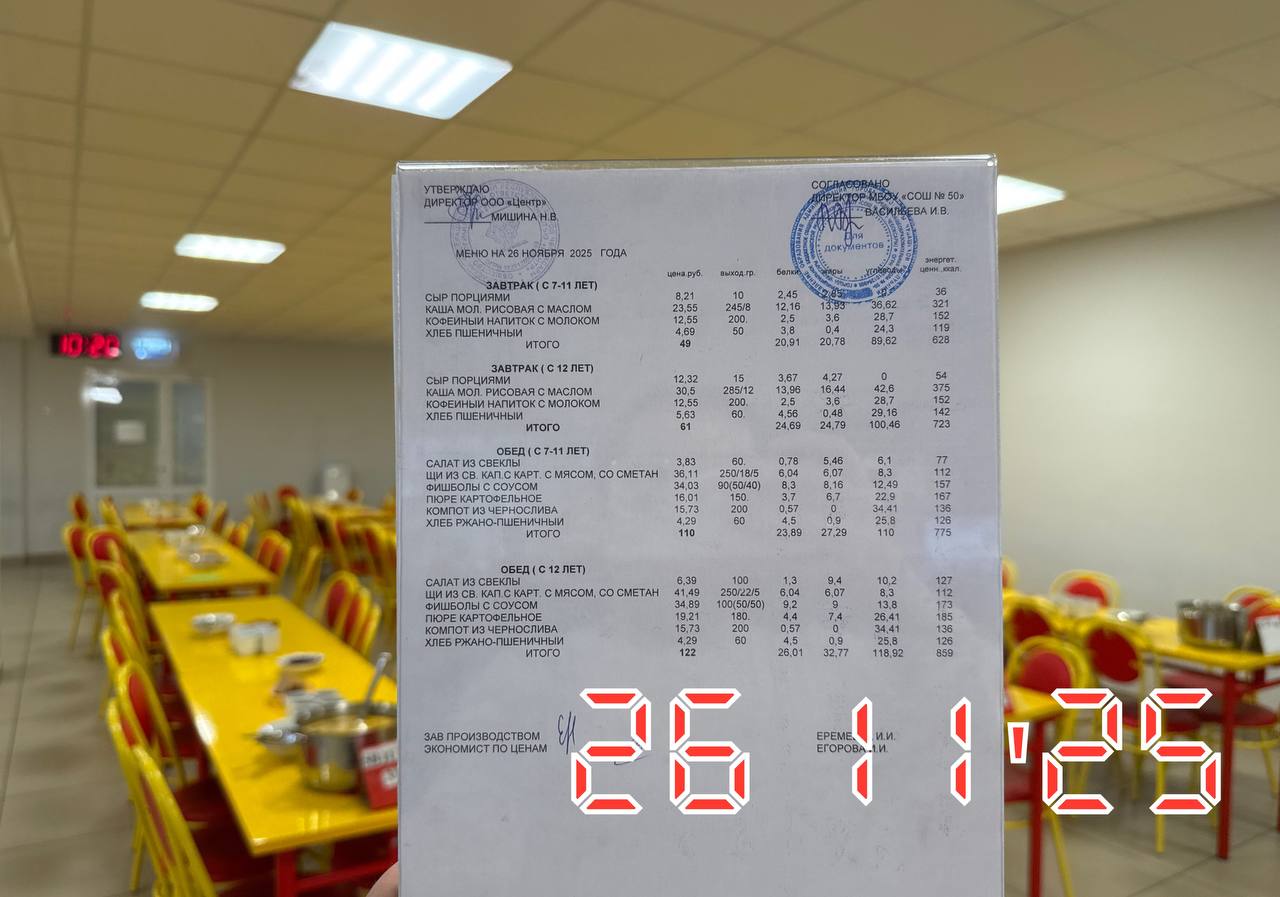 УТВЕРЖДАЮ
ДИРЕКТОР ООО «Центр»
МИШИНА Н.В.
СОГЛАСОВАНО
ДИРЕКТОР МБОУ «СОШ № 50»
ВАСИЛЬЕВА И.В.
Для
документов
МЕНЮ НА 26 НОЯБРЯ 2025 ГОДА
цена.руб. выход.гр. белки жиры углеводы энергет. ценн.,ккал.
ЗАВТРАК ( С 7-11 ЛЕТ)
СЫР ПОРЦИЯМИ 8,21 10 2,45 2,85 0 36
КАША МОЛ. РИСОВАЯ С МАСЛОМ 23,55 245/8 12,16 13,93 36,62 321
КОФЕЙНЫЙ НАПИТОК С МОЛОКОМ 12,55 200. 2,5 3,6 28,7 152
ХЛЕБ ПШЕНИЧНЫЙ 4,69 50 3,8 0,4 24,3 119
ИТОГО 49 20,91 20,78 89,62 628
ЗАВТРАК ( С 12 ЛЕТ)
СЫР ПОРЦИЯМИ 12,32 15 3,67 4,27 0 54
КАША МОЛ. РИСОВАЯ С МАСЛОМ 30,5 285/12 13,96 16,44 42,6 375
КОФЕЙНЫЙ НАПИТОК С МОЛОКОМ 12,55 200. 2,5 3,6 28,7 152
ХЛЕБ ПШЕНИЧНЫЙ 5,63 60. 4,56 0,48 29,16 142
ИТОГО 61 24,69 24,79 100,46 723
ОБЕД ( С 7-11 ЛЕТ)
САЛАТ ИЗ СВЕКЛЫ 3,83 60. 0,78 5,46 6,1 77
ЩИ ИЗ СВ. КАП.С КАРТ. С МЯСОМ, СО СМЕТАН 36,11 250/18/5 6,04 6,07 8,3 112
ФИШБОЛЫ С СОУСОМ 34,03 90(50/40) 8,3 8,16 12,49 157
ПЮРЕ КАРТОФЕЛЬНОЕ 16,01 150. 3,7 6,7 22,9 167
КОМПОТ ИЗ ЧЕРНОСЛИВА 15,73 200 0,57 0 34,41 136
ХЛЕБ РЖАНО-ПШЕНИЧНЫЙ 4,29 60 4,5 0,9 25,8 126
ИТОГО 110 23,89 27,29 110 775
ОБЕД ( С 12 ЛЕТ)
САЛАТ ИЗ СВЕКЛЫ 6,39 100 1,3 9,4 10,2 127
ЩИ ИЗ СВ. КАП.С КАРТ. С МЯСОМ, СО СМЕТАН 41,49 250/22/5 6,04 6,07 8,3 112
ФИШБОЛЫ С СОУСОМ 34,89 100(50/50) 9,2 9 13,8 173
ПЮРЕ КАРТОФЕЛЬНОЕ 19,21 180. 4,4 7,4 26,41 185
КОМПОТ ИЗ ЧЕРНОСЛИВА 15,73 200 0,57 0 34,41 136
ХЛЕБ РЖАНО-ПШЕНИЧНЫЙ 4,29 60 4,5 0,9 25,8 126
ИТОГО 122 26,01 32,77 118,92 859
ЗАВ ПРОИЗВОДСТВОМ И.И.
ЭКОНОМИСТ ПО ЦЕНАМ ЕГОРОВА И.И.
10:20
26 11 '25